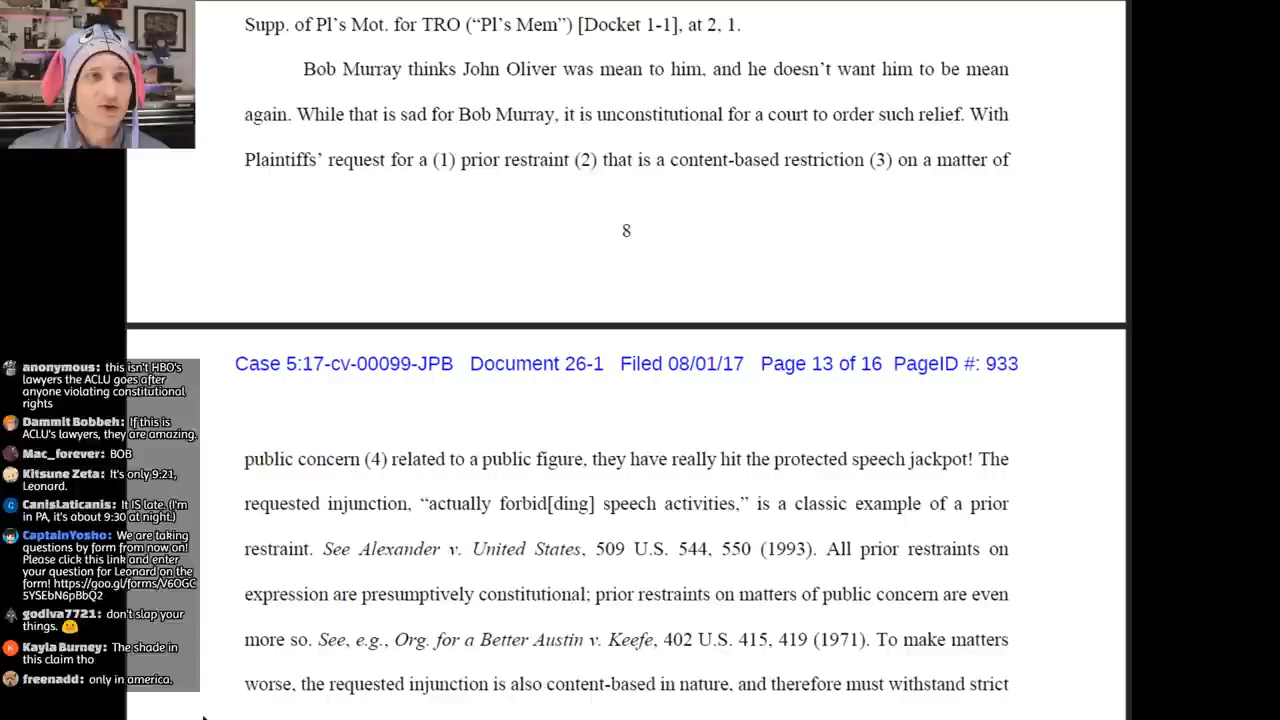 Supp. of Pl's Mot. for TRO (“Pl's Mem”) [Docket 1-1], at 2, 1.
Bob Murray thinks John Oliver was mean to him, and he doesn't want him to be mean
again. While that is sad for Bob Murray, it is unconstitutional for a court to order such relief. With
Plaintiffs' request for a (1) prior restraint (2) that is a content-based restriction (3) on a matter of
8
Case 5:17-cv-00099-JPB Document 26-1 Filed 08/01/17 Page 13 of 16 PageID #: 933
public concern (4) related to a public figure, they have really hit the protected speech jackpot! The
requested injunction, “actually forbid[ding] speech activities,” is a classic example of a prior
restraint. See Alexander v. United States, 509 U.S. 544, 550 (1993). All prior restraints on
expression are presumptively constitutional; prior restraints on matters of public concern are even
more so. See, e.g., Org. for a Better Austin v. Keefe, 402 U.S. 415, 419 (1971). To make matters
worse, the requested injunction is also content-based in nature, and therefore must withstand strict
anonymous: this isn't HBO's
lawyers the ACLU goes after
anyone violating constitutional
rights
Dammit Bobbeh: If this is
ACLU's lawyers, they are amazing.
Mac_forever: BOB
Kitsune Zeta: It's only 9:21,
Leonard.
CanisLaticanis: It IS late. (I'm
in PA, it's about 9:30 at night.)
CaptainYosho: We are taking
questions by form from now on!
Please click this link and enter
your question for Leonard on the
form! https://goo.gl/forms/V6OGC
5YSEbN6pBbQ2
godiva7721: don't slap your
things.
Kayla Burney: The shade in
this claim tho
freenadd: only in america.